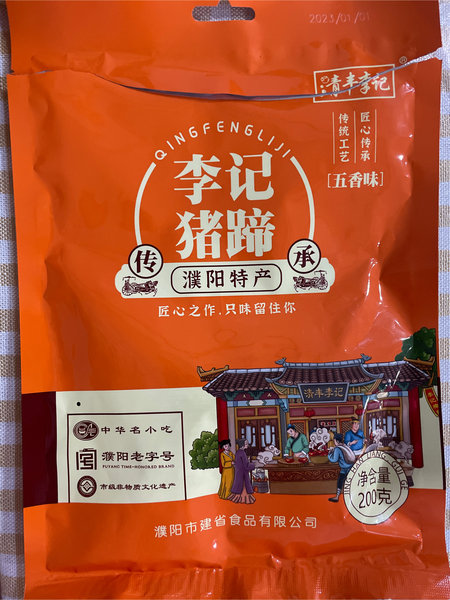 2023/01/01
清丰李记
®
匠心传承
传统工艺
[五香味]
QINGFENGLIJI
李记
猪蹄
传
承
濮阳特产
匠心之作，只味留住你
清丰李记
中华名小吃
濮阳老字号
PUYANG TIME-HONORED BRAND
市级非物质文化遗产
净含量
200克
濮阳市建省食品有限公司